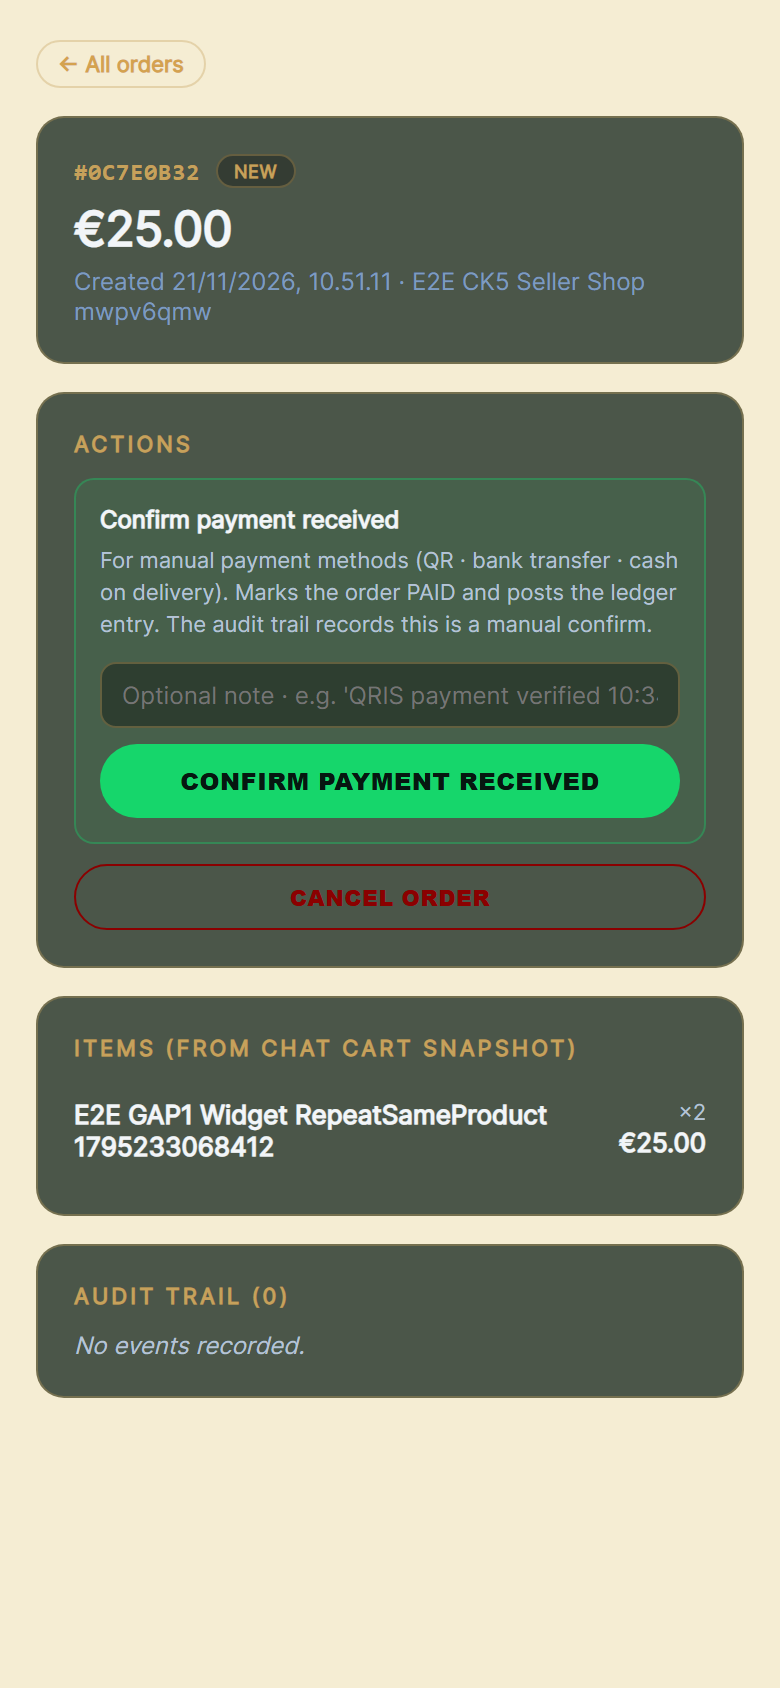 ← All orders
#0C7E0B32 NEW
€25.00
Created 21/11/2026, 10.51.11 · E2E CK5 Seller Shop
mwpv6qmw
ACTIONS
Confirm payment received
For manual payment methods (QR · bank transfer · cash
on delivery). Marks the order PAID and posts the ledger
entry. The audit trail records this is a manual confirm.
Optional note · e.g. 'QRIS payment verified 10:3
CONFIRM PAYMENT RECEIVED
CANCEL ORDER
ITEMS (FROM CHAT CART SNAPSHOT)
E2E GAP1 Widget RepeatSameProduct
1795233068412
×2
€25.00
AUDIT TRAIL (0)
No events recorded.